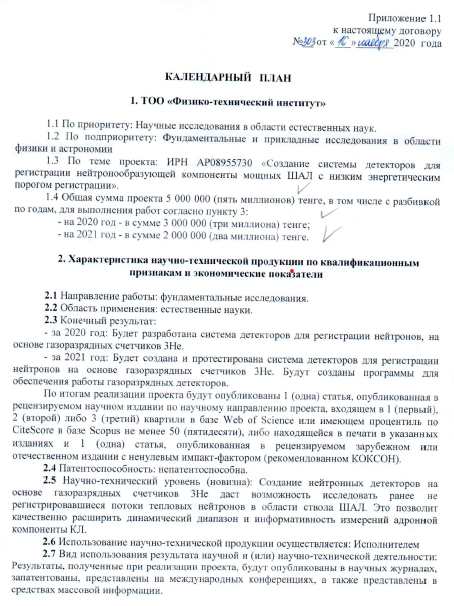 Приложение 1.1
к настоящему договору
№303 от «16» ноября 2020 года
КАЛЕНДАРНЫЙ ПЛАН
1. ТОО «Физико-технический институт»
1.1 По приоритету: Научные исследования в области естественных наук.
1.2 По подприоритету: Фундаментальные и прикладные исследования в области
физики и астрономии
1.3 По теме проекта: ИРН AP08955730 «Создание системы детекторов для
регистрации нейтронообразующей компоненты мощных ШАЛ с низким энергетическим
порогом регистрации».
1.4 Общая сумма проекта 5 000 000 (пять миллионов) тенге, в том числе с разбивкой
по годам, для выполнения работ согласно пункту 3:
- на 2020 год - в сумме 3 000 000 (три миллиона) тенге;
- на 2021 год - в сумме 2 000 000 (два миллиона) тенге.
2. Характеристика научно-технической продукции по квалификационным
признакам и экономические показатели
2.1 Направление работы: фундаментальные исследования.
2.2 Область применения: естественные науки.
2.3 Конечный результат:
- за 2020 год: Будет разработана система детекторов для регистрации нейтронов, на
основе газоразрядных счетчиков 3Не.
- за 2021 год: Будет создана и протестирована система детекторов для регистрации
нейтронов на основе газоразрядных счетчиков 3Не. Будут созданы программы для
обеспечения работы газоразрядных детекторов.
По итогам реализации проекта будут опубликованы 1 (одна) статья, опубликованная в
рецензируемом научном издании по научному направлению проекта, входящем в 1 (первый),
2 (второй) либо 3 (третий) квартили в базе Web of Science или имеющем процентиль по
CiteScore в базе Scopus не менее 50 (пятидесяти), либо находящейся в печати в указанных
изданиях и 1 (одна) статья, опубликованная в рецензируемом зарубежном или
отечественном издании с ненулевым импакт-фактором (рекомендованном КОКСОН).
2.4 Патентоспособность: непатентоспособна.
2.5 Научно-технический уровень (новизна): Создание нейтронных детекторов на
основе газоразрядных счетчиков 3Не даст возможность исследовать ранее не
регистрировавшиеся потоки тепловых нейтронов в области ствола ШАЛ. Это позволит
качественно расширить динамический диапазон и информативность измерений адронной
компоненты КЛ.
2.6 Использование научно-технической продукции осуществляется: Исполнителем
2.7 Вид использования результата научной и (или) научно-технической деятельности:
Результаты, полученные при реализации проекта, будут опубликованы в научных журналах,
запатентованы, представлены на международных конференциях, а также представлены в
средствах массовой информации.